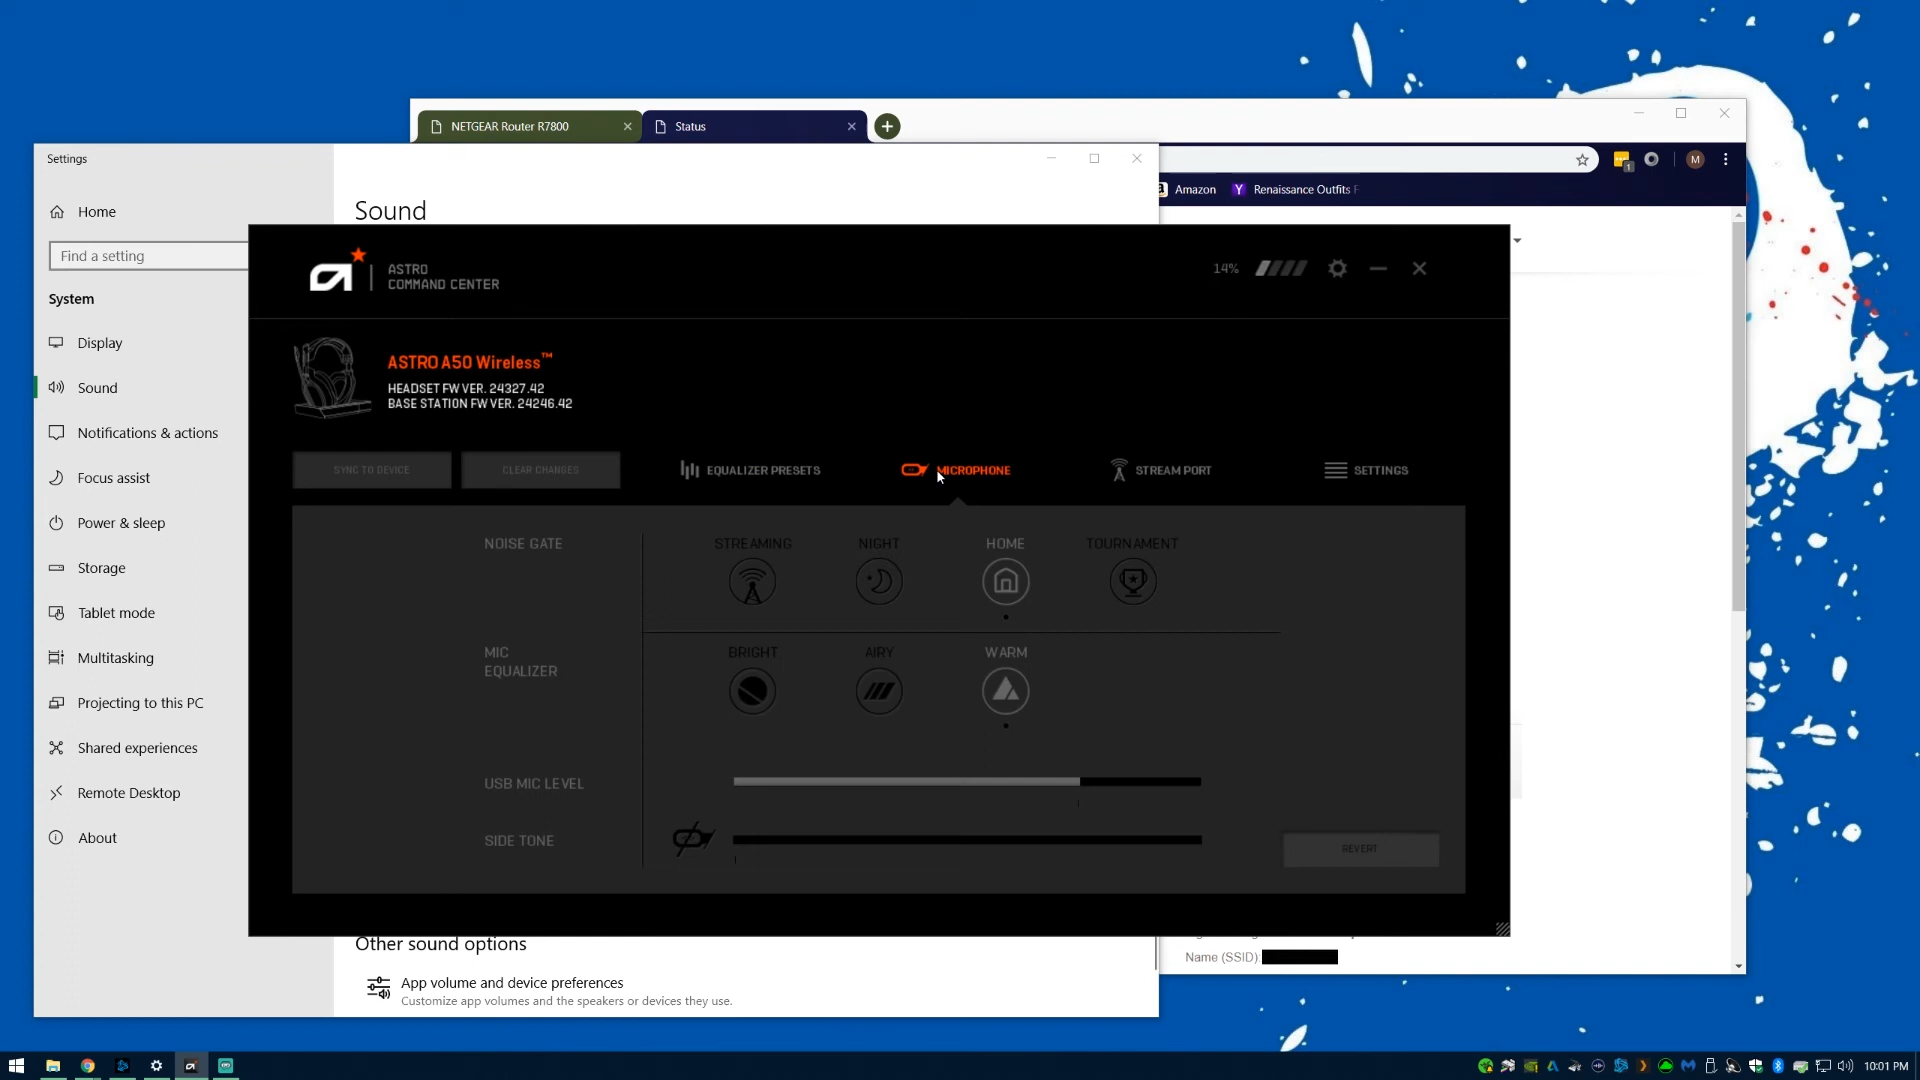 NETGEAR Router R7800
Status
Settings
M
1
Amazon
Renaissance Outfits F
Home
Sound
Find a setting
System
Display
Sound
Notifications & actions
Focus assist
Power & sleep
Storage
Tablet mode
Multitasking
Projecting to this PC
Shared experiences
Remote Desktop
About
ASTRO
COMMAND CENTER
14%
ASTRO A50 Wireless™
HEADSET FW VER. 24327.42
BASE STATION FW VER. 24246.42
SYNC TO DEVICE
CLEAR CHANGES
EQUALIZER PRESETS
MICROPHONE
STREAM PORT
SETTINGS
NOISE GATE
STREAMING
NIGHT
HOME
TOURNAMENT
MIC
EQUALIZER
BRIGHT
AIRY
WARM
USB MIC LEVEL
SIDE TONE
REVERT
Other sound options
App volume and device preferences
Customize app volumes and the speakers or devices they use.
Name (SSID):
10:01 PM